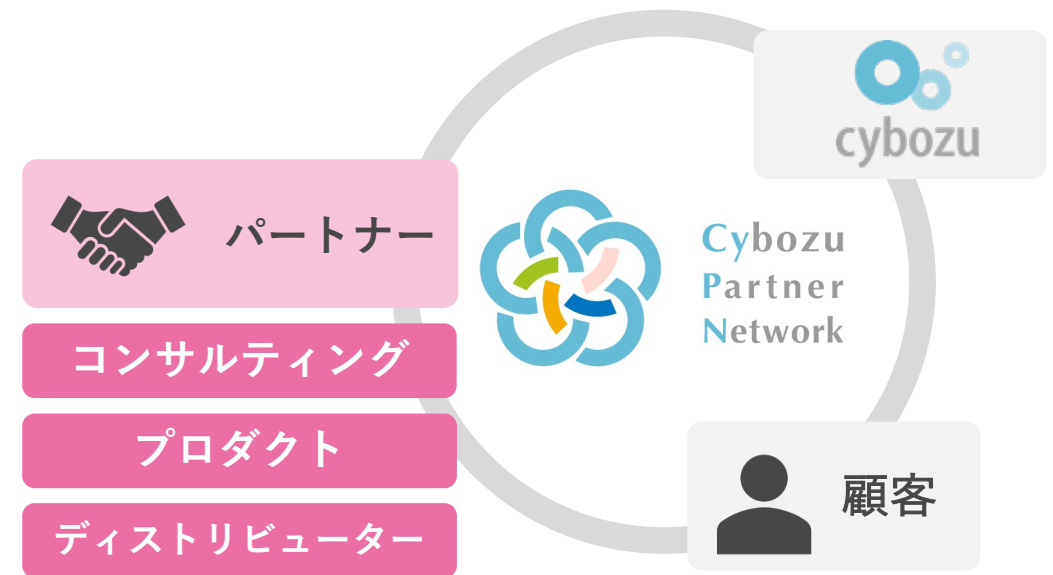 cybozu
パートナー
Cybozu
Partner
Network
コンサルティング
プロダクト
ディストリビューター
顧客